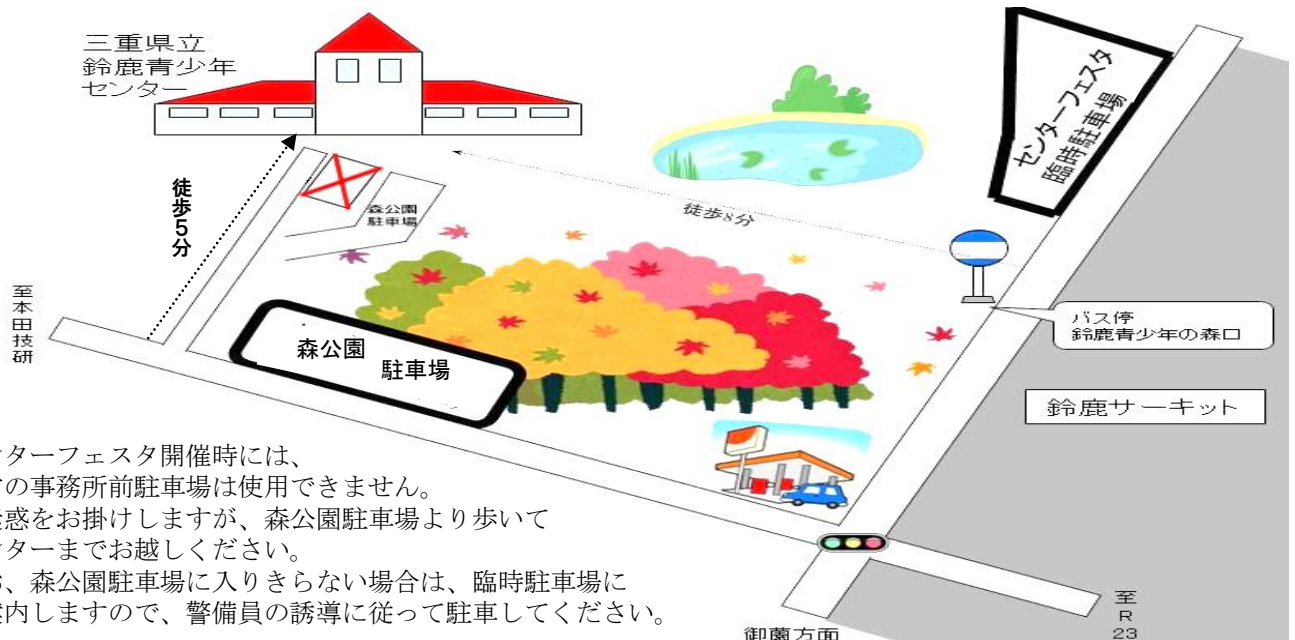 三重県立
鈴鹿青少年
センター
センターフェスタ
臨時駐車場
徒歩5分
森公園
駐車場
徒歩8分
至本田技研
森公園
駐車場
バス停
鈴鹿青少年の森口
鈴鹿サーキット
ンターフェスタ開催時には、
の事務所前駐車場は使用できません。
惑をお掛けしますが、森公園駐車場より歩いて
ンターまでお越しください。
、森公園駐車場に入りきらない場合は、臨時駐車場に
内しますので、警備員の誘導に従って駐車してください。
御薗方面
至R23